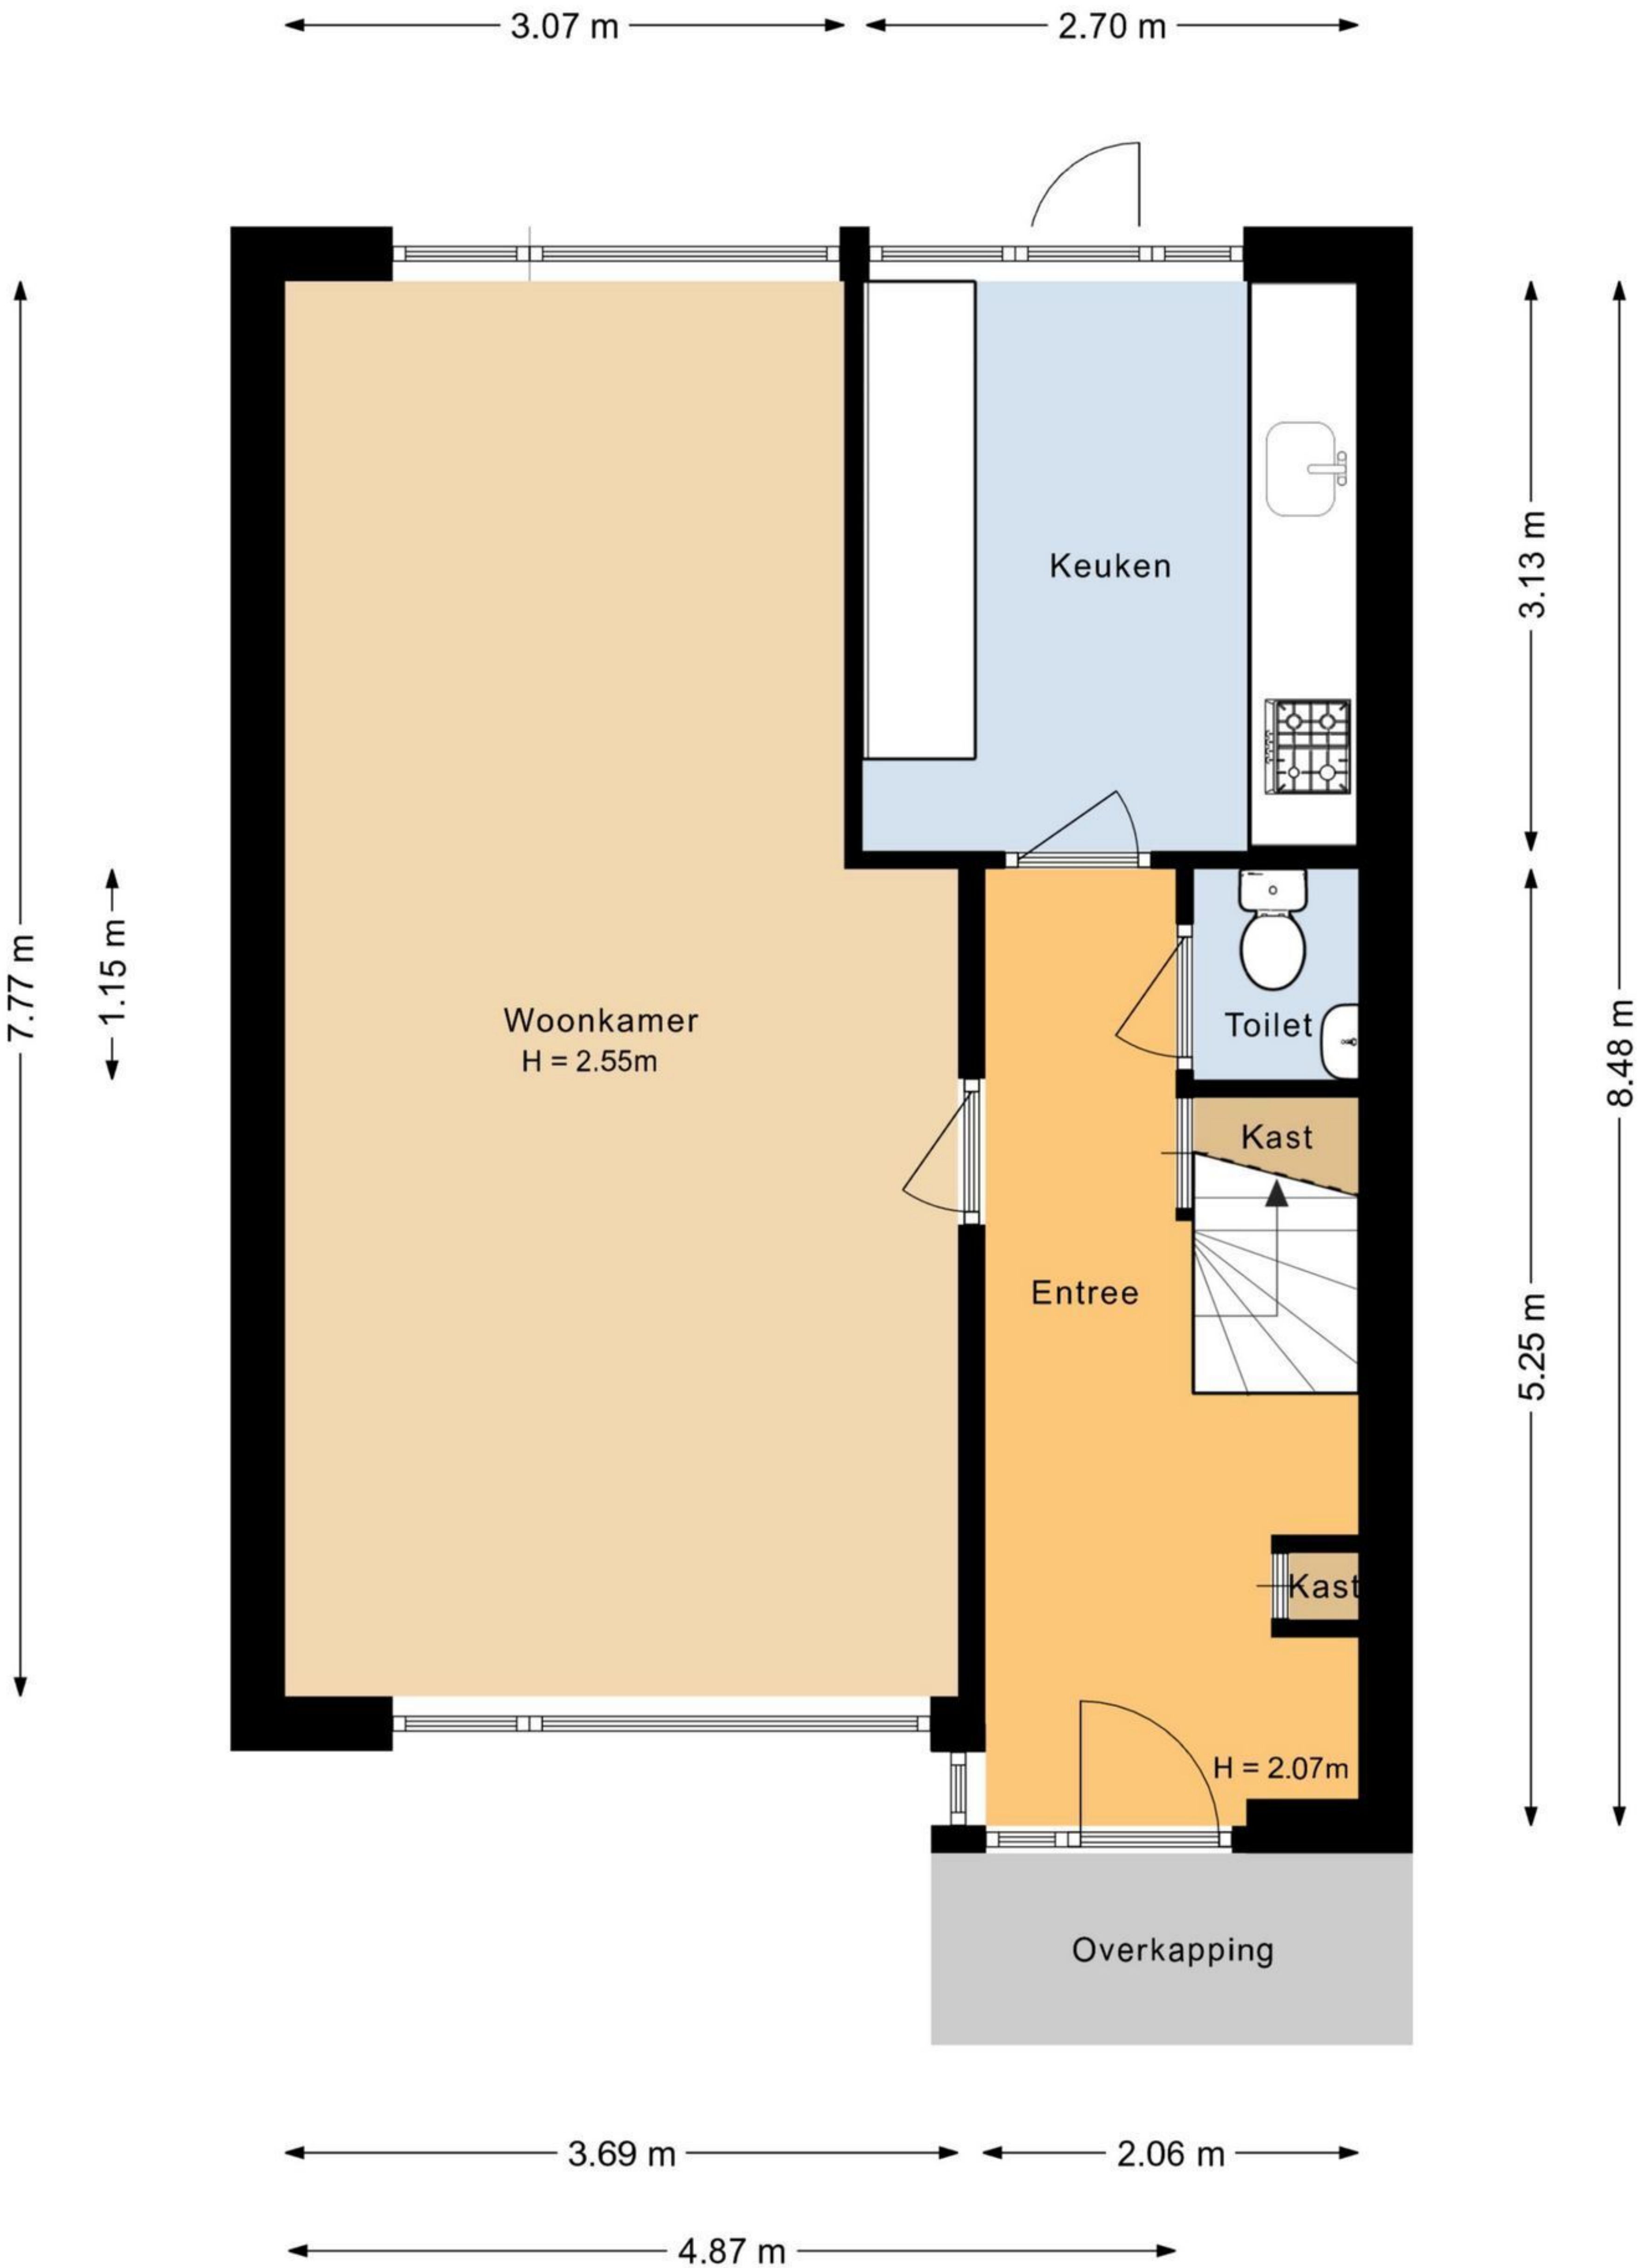 3.07 m
2.70 m
Keuken
3.13 m
7.77 m
1.15 m
Woonkamer
H = 2.55m
Toilet
8.48 m
Kast
Entree
5.25 m
Kast
H = 2.07m
Overkapping
3.69 m
2.06 m
4.87 m